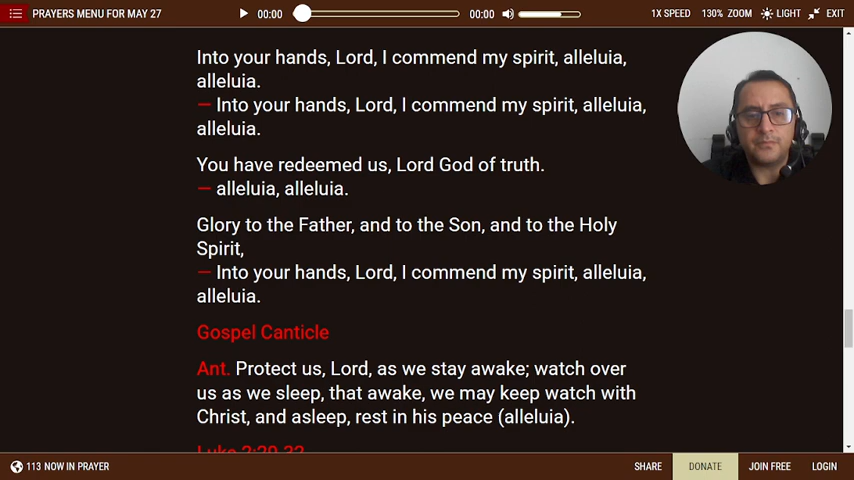 PRAYERS MENU FOR MAY 27
00:00
00:00
1X SPEED
130% ZOOM
LIGHT
EXIT
Into your hands, Lord, I commend my spirit, alleluia,
alleluia.
— Into your hands, Lord, I commend my spirit, alleluia,
alleluia.
You have redeemed us, Lord God of truth.
— alleluia, alleluia.
Glory to the Father, and to the Son, and to the Holy
Spirit,
— Into your hands, Lord, I commend my spirit, alleluia,
alleluia.
Gospel Canticle
Ant. Protect us, Lord, as we stay awake; watch over
us as we sleep, that awake, we may keep watch with
Christ, and asleep, rest in his peace (alleluia).
Luke 2:29-32
113 NOW IN PRAYER
SHARE
DONATE
JOIN FREE
LOGIN